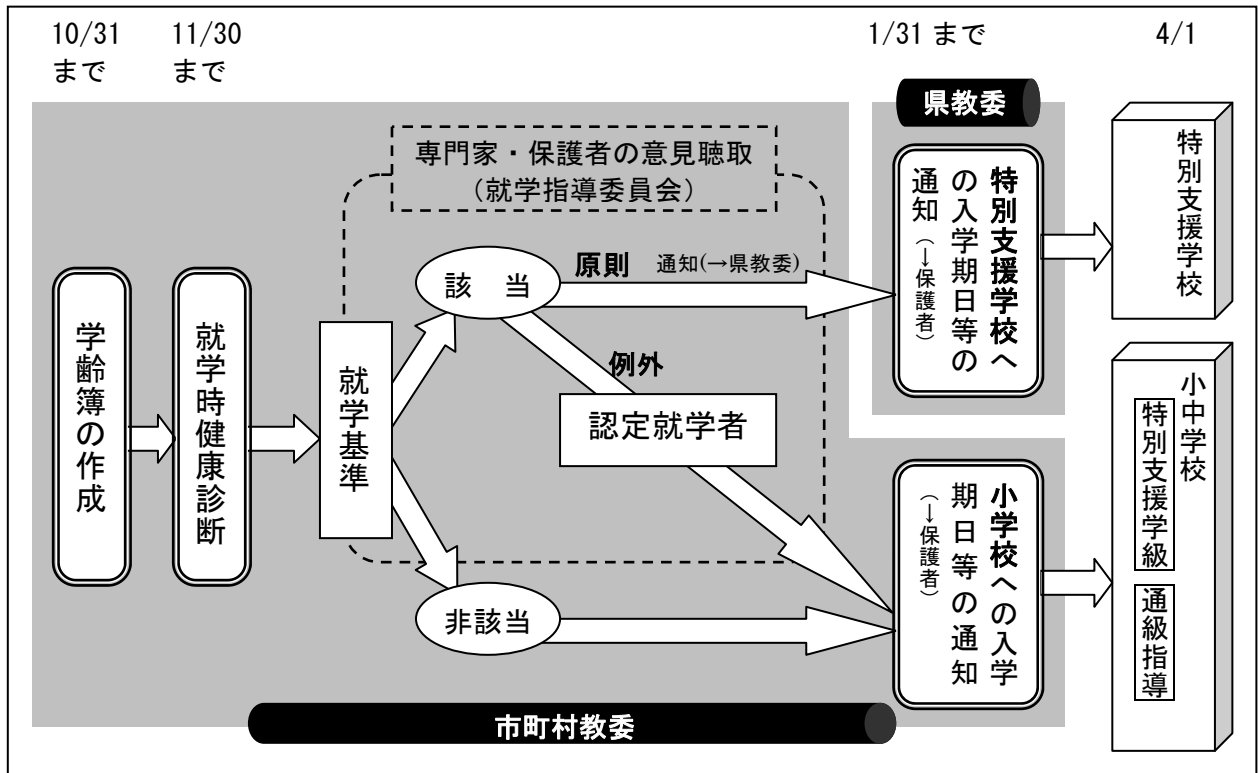 10/31
まで
11/30
まで
1/31 まで
4/1
県教委
専門家・保護者の意見聴取
(就学指導委員会)
学齢簿の作成
就学時健康診断
就学基準
該 当
原則 通知(→県教委)
例外
認定就学者
非該当
特別支援学校へ
の入学期日等の
通知(→保護者)
小学校への入学
期日等の通知
(→保護者)
特別支援学校
小中学校
特別支援学級
通級指導
市町村教委